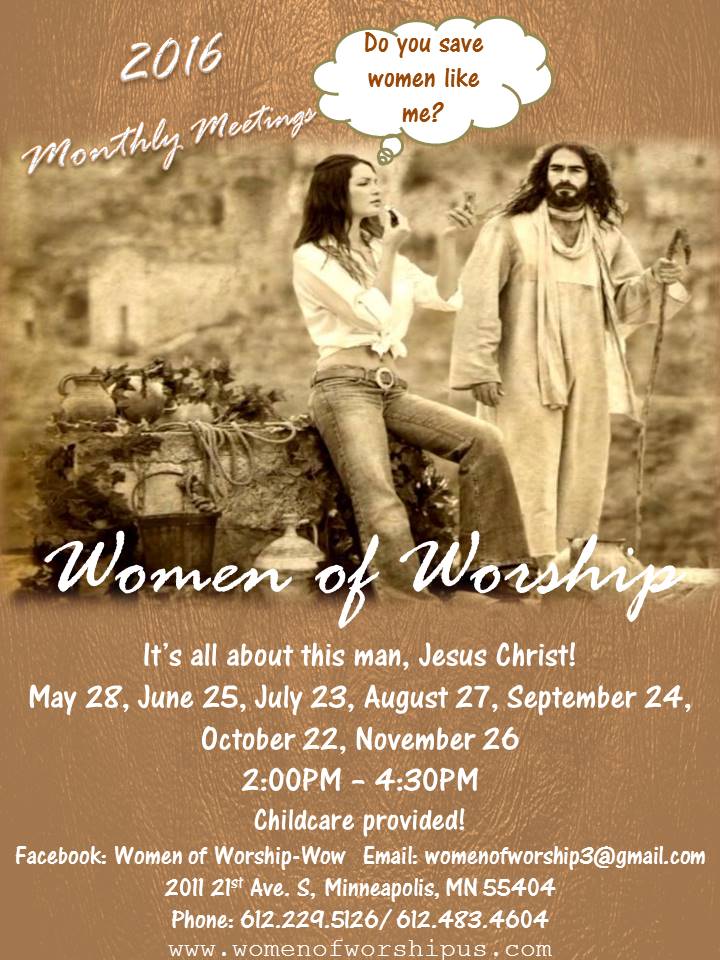 2016
Monthly Meetings
Do you save
women like
me?
Women of Worship
It's all about this man, Jesus Christ!
May 28, June 25, July 23, August 27, September 24,
October 22, November 26
2:00PM – 4:30PM
Childcare provided!
Facebook: Women of Worship-Wow Email: womenofworship3@gmail.com
2011 21st Ave. S, Minneapolis, MN 55404
Phone: 612.229.5126/ 612.483.4604
www.womenofworshipus.com